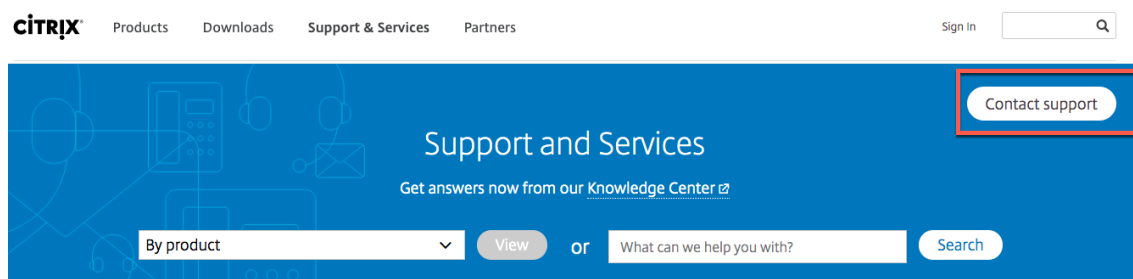 CITRIX Products Downloads Support & Services Partners Sign In
Contact support
Support and Services
Get answers now from our Knowledge Center
By product View or What can we help you with? Search